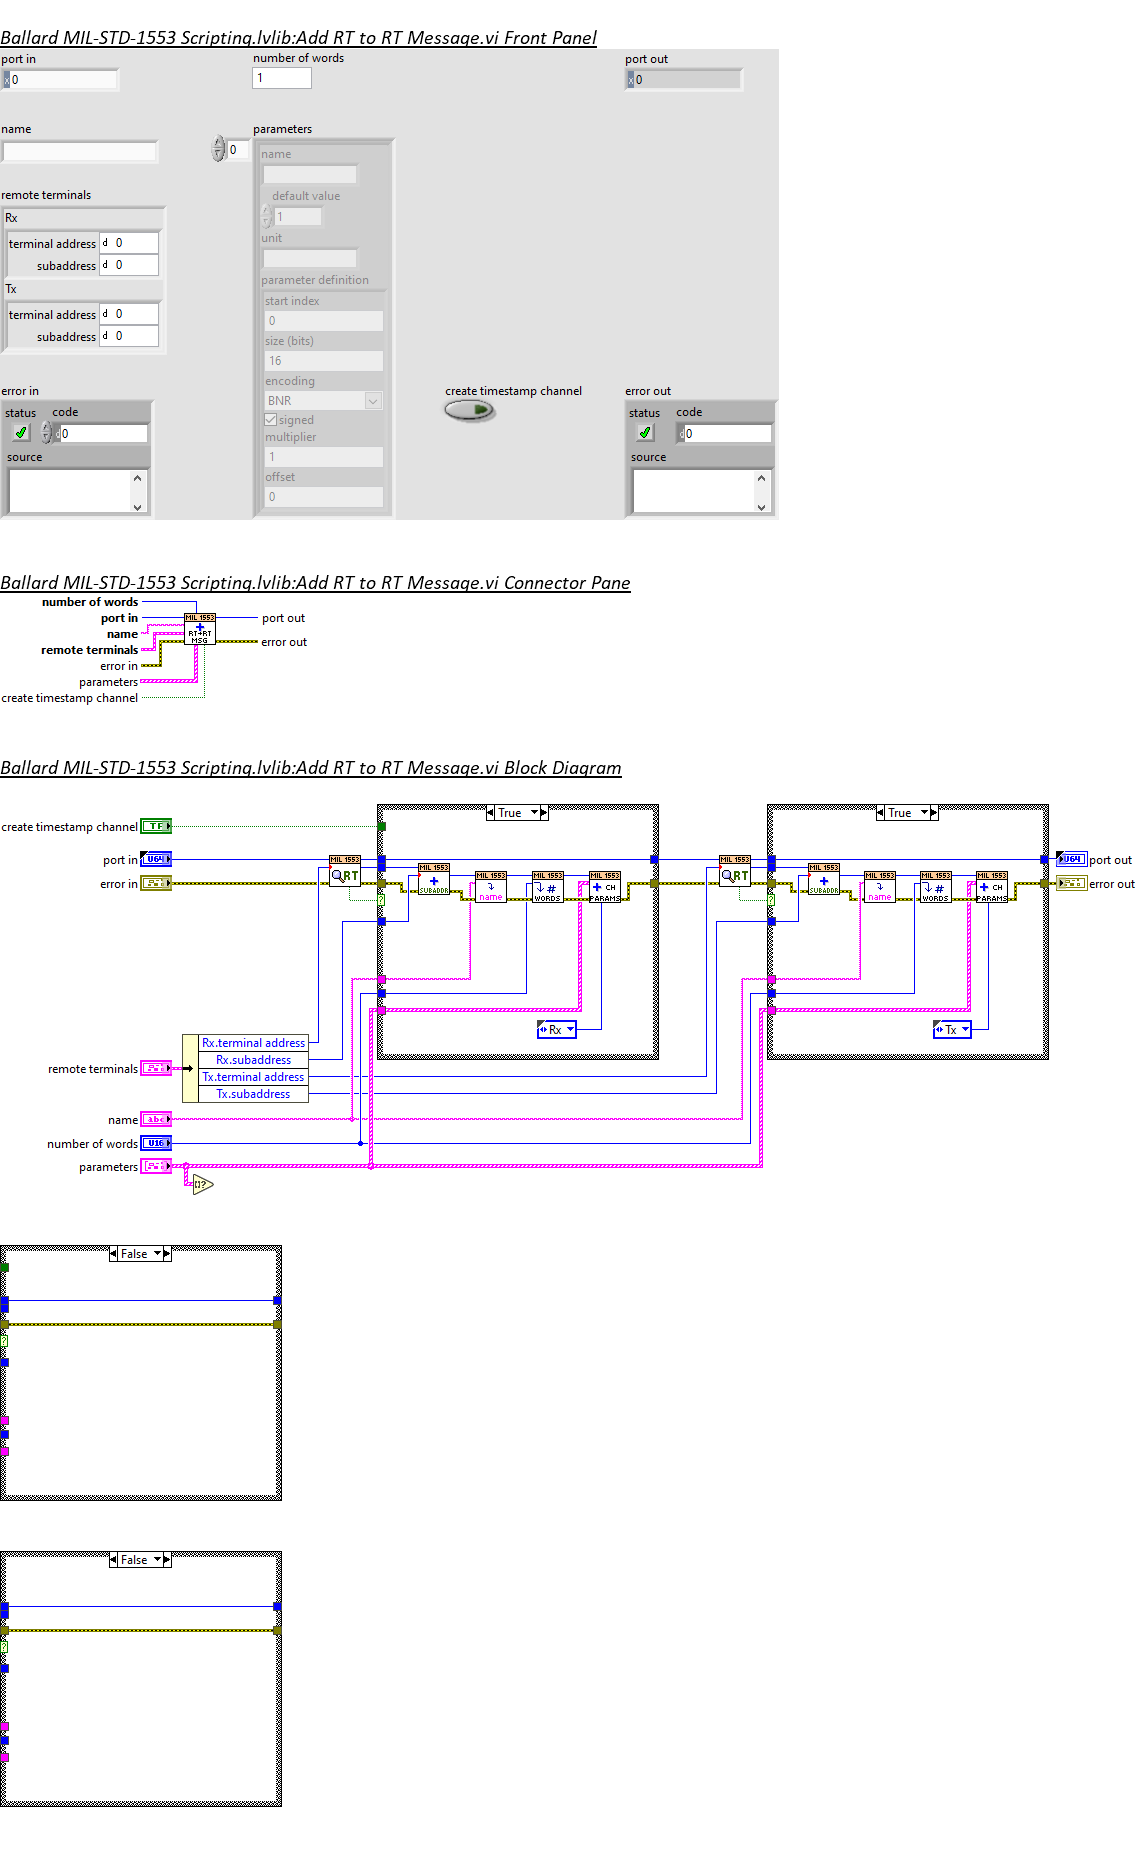 Ballard MIL-STD-1553 Scripting.lvlib:Add RT to RT Message.vi Front Panel
port in
number of words
port out
x 0
1
x 0
name
parameters
0
name
remote terminals
default value
Rx
1
terminal address d 0
unit
subaddress d 0
Tx
parameter definition
terminal address d 0
start index
0
subaddress d 0
size (bits)
16
encoding
BNR
signed
multiplier
1
offset
0
error in
status code
d 0
source
create timestamp channel
error out
status code
d 0
source
Ballard MIL-STD-1553 Scripting.lvlib:Add RT to RT Message.vi Connector Pane
number of words
port in
name
remote terminals
error in
parameters
create timestamp channel
MIL 1553
RT→RT
MSG
port out
error out
Ballard MIL-STD-1553 Scripting.lvlib:Add RT to RT Message.vi Block Diagram
True
True
create timestamp channel TF
port in U64
MIL 1553
RT
MIL 1553
+
SUBADDR
MIL 1553
name
MIL 1553
#
WORDS
MIL 1553
+ CH
PARAMS
MIL 1553
RT
MIL 1553
+
SUBADDR
MIL 1553
name
MIL 1553
#
WORDS
MIL 1553
+ CH
PARAMS
U64 port out
error in
error out
?
?
Rx
Tx
Rx.terminal address
Rx.subaddress
remote terminals
Tx.terminal address
Tx.subaddress
name abc
number of words U16
parameters
[]?
False
?
False
?